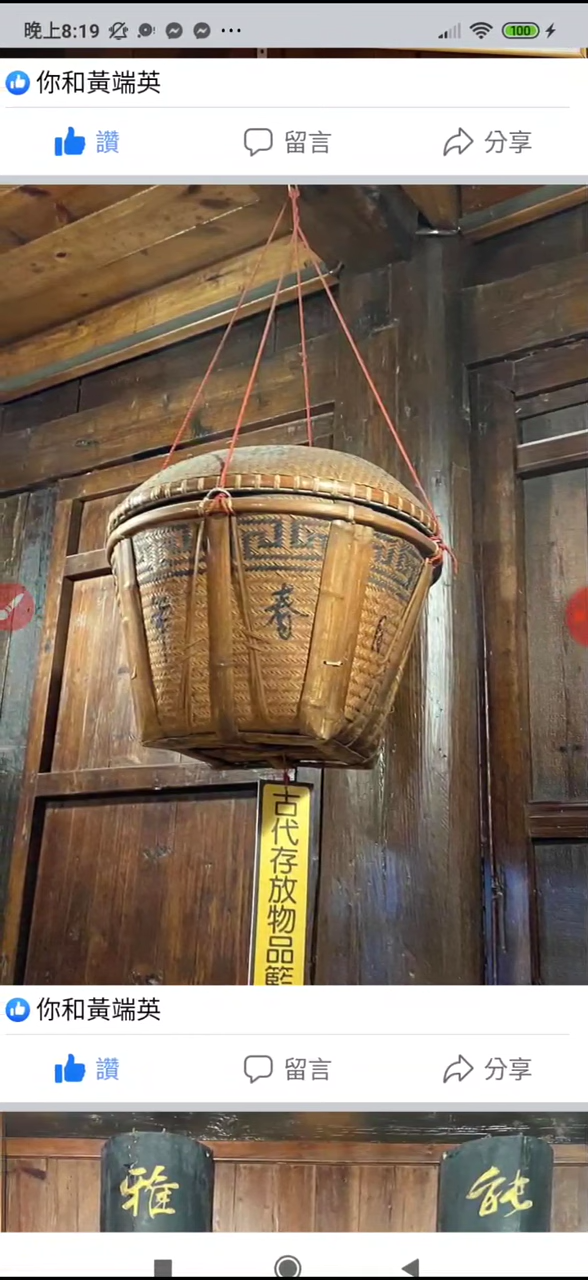 晚上8:19
100
你和黃端英
讚
留言
分享
春
古代存放物品籃
你和黃端英
讚
留言
分享
雅
能